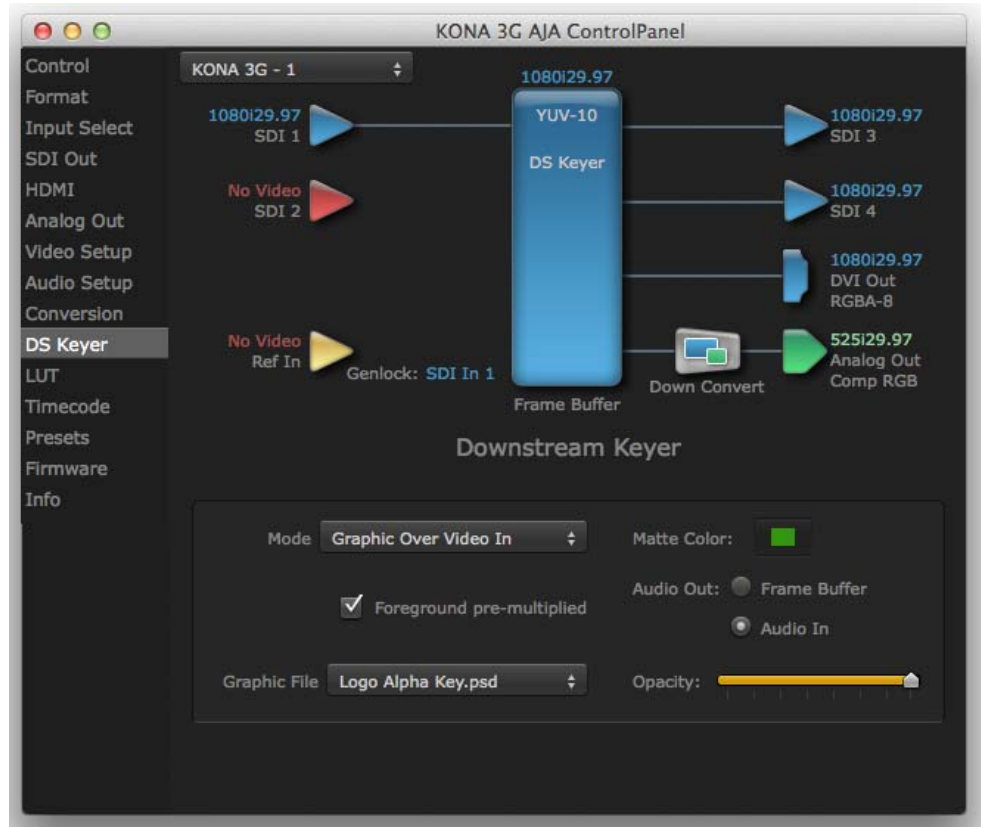 KONA 3G AJA ControlPanel
Control
Format
Input Select
SDI Out
HDMI
Analog Out
Video Setup
Audio Setup
Conversion
DS Keyer
LUT
Timecode
Presets
Firmware
Info
KONA 3G - 1
1080i29.97
SDI 1
No Video
SDI 2
No Video
Ref In
Genlock: SDI In 1
1080i29.97
YUV-10
DS Keyer
Frame Buffer
1080i29.97
SDI 3
1080i29.97
SDI 4
1080i29.97
DVI Out
RGBA-8
Down Convert
525i29.97
Analog Out
Comp RGB
Downstream Keyer
Mode Graphic Over Video In
Foreground pre-multiplied
Graphic File Logo Alpha Key.psd
Matte Color:
Audio Out: Frame Buffer
Audio In
Opacity: